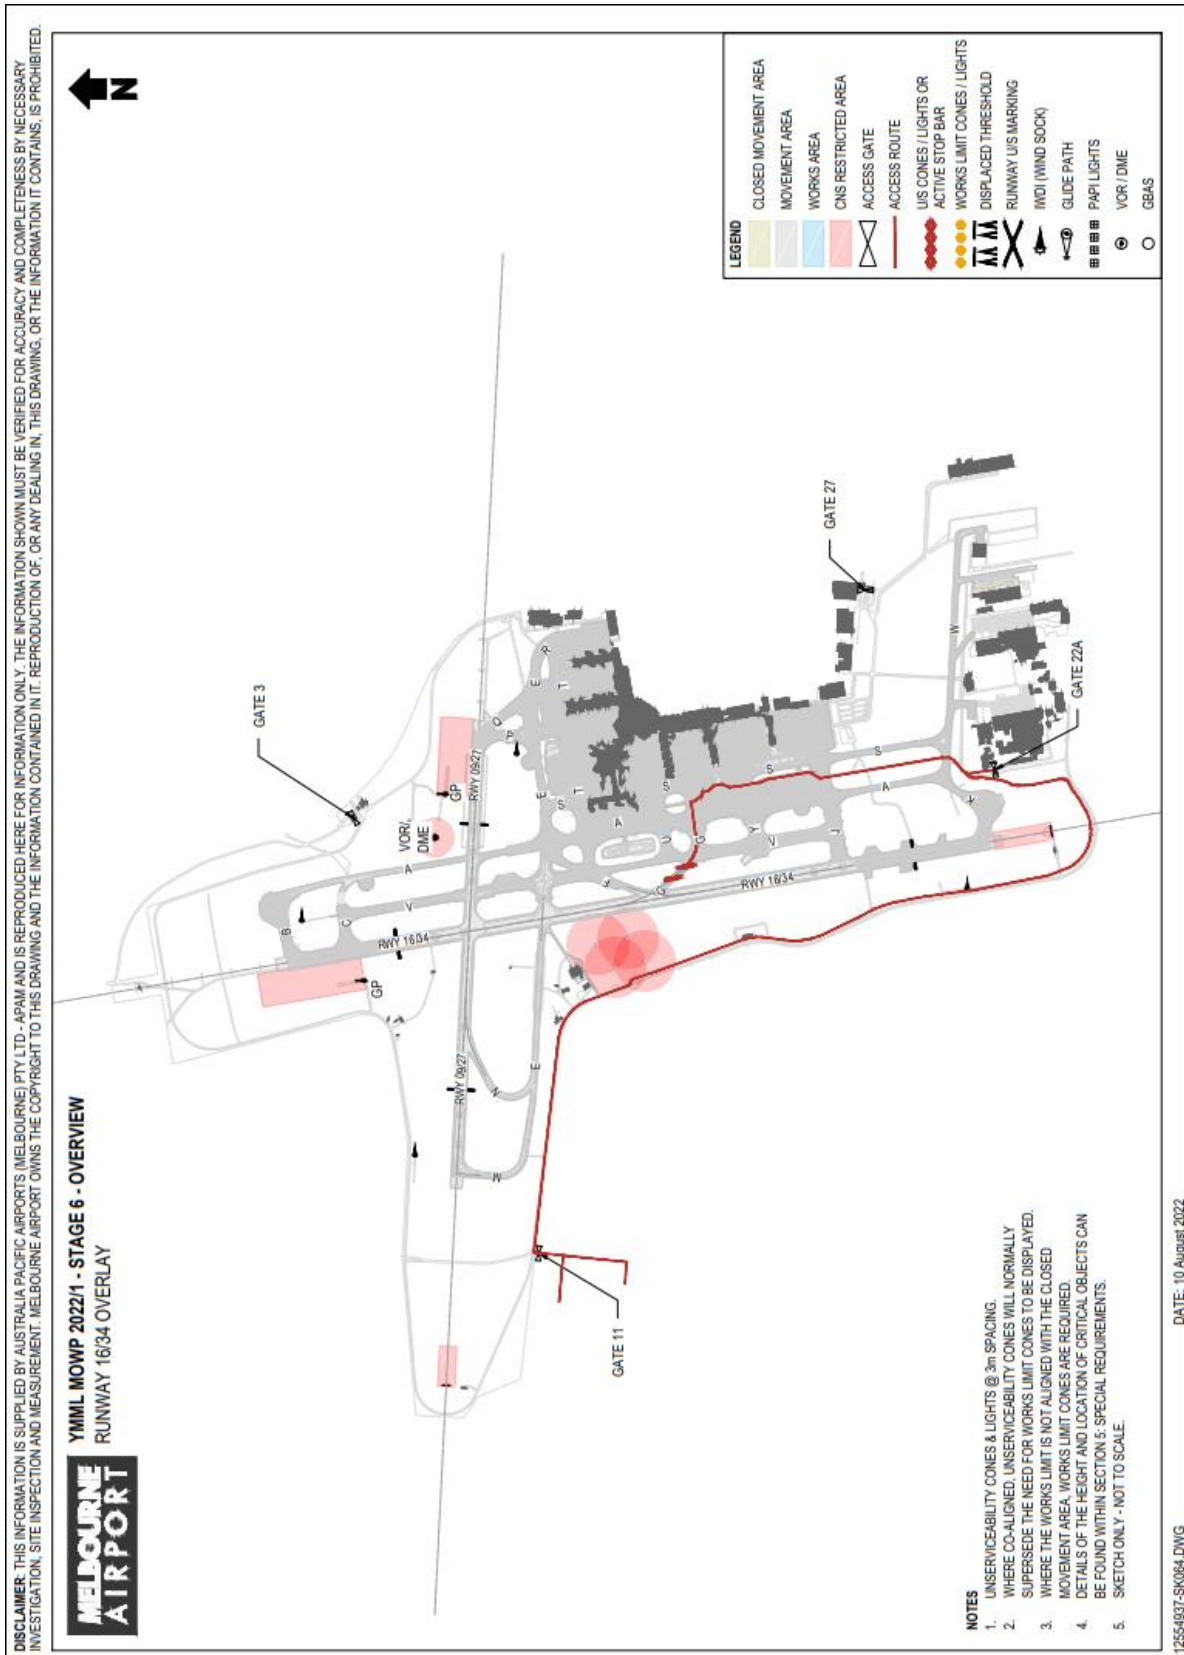 DISCLAIMER: THIS INFORMATION IS SUPPLIED BY AUSTRALIA PACIFIC AIRPORTS (MELBOURNE) PTY LTD - APAM AND IS REPRODUCED HERE FOR INFORMATION ONLY. THE INFORMATION SHOWN MUST BE VERIFIED FOR ACCURACY AND COMPLETENESS BY NECESSARY
INVESTIGATION, SITE INSPECTION AND MEASUREMENT. MELBOURNE AIRPORT OWNS THE COPYRIGHT TO THIS DRAWING AND THE INFORMATION CONTAINED IN IT. REPRODUCTION OF, OR ANY DEALING IN, THIS DRAWING, OR THE INFORMATION IT CONTAINS, IS PROHIBITED.
MELBOURNE
AIRPORT
YMML MOWP 2022/1 - STAGE 6 - OVERVIEW
RUNWAY 16/34 OVERLAY
N
GATE 3
GP
B
C
V
A
RWY 16/34
VOR/
DME
GP
RWY 09/27
RWY 09/27
Q
P
E
R
T
M
N
E
E
S
T
A
S
F
U
G
G
Y
V
J
S
S
A
K
W
RWY 16/34
GATE 11
GATE 27
GATE 22A
LEGEND
CLOSED MOVEMENT AREA
MOVEMENT AREA
WORKS AREA
CNS RESTRICTED AREA
ACCESS GATE
ACCESS ROUTE
U/S CONES / LIGHTS OR
ACTIVE STOP BAR
WORKS LIMIT CONES / LIGHTS
DISPLACED THRESHOLD
RUNWAY U/S MARKING
IWDI (WIND SOCK)
GLIDE PATH
PAPI LIGHTS
VOR / DME
GBAS
NOTES
1. UNSERVICEABILITY CONES & LIGHTS @ 3m SPACING.
2. WHERE CO-ALIGNED, UNSERVICEABILITY CONES WILL NORMALLY
SUPERSEDE THE NEED FOR WORKS LIMIT CONES TO BE DISPLAYED.
3. WHERE THE WORKS LIMIT IS NOT ALIGNED WITH THE CLOSED
MOVEMENT AREA, WORKS LIMIT CONES ARE REQUIRED.
4. DETAILS OF THE HEIGHT AND LOCATION OF CRITICAL OBJECTS CAN
BE FOUND WITHIN SECTION 5: SPECIAL REQUIREMENTS.
5. SKETCH ONLY - NOT TO SCALE.
12554937-SK064.DWG
DATE: 10 August 2022